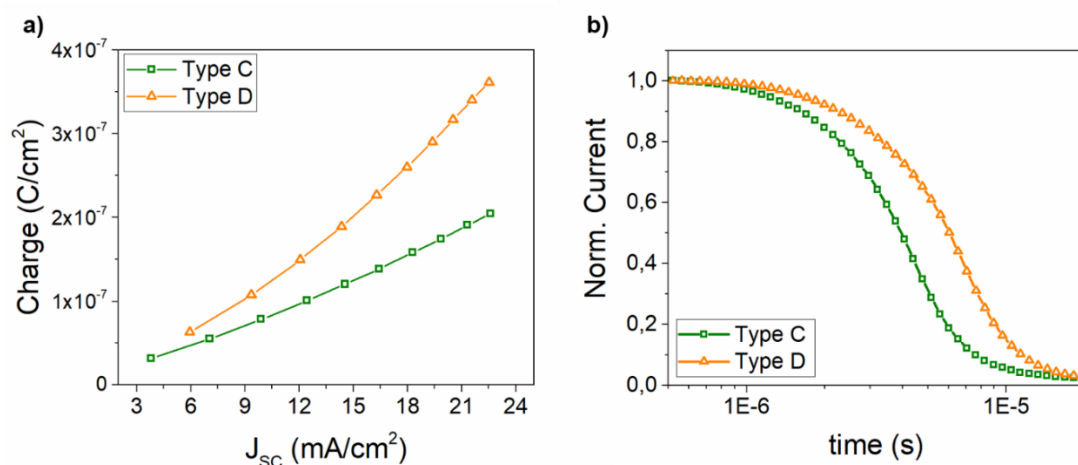 a)
4x10⁻⁷
3x10⁻⁷
2x10⁻⁷
1x10⁻⁷
0
Charge (C/cm²)
Type C
Type D
3 6 9 12 15 18 21 24
J_SC (mA/cm²)
b)
1,0
0,8
0,6
0,4
0,2
0,0
Norm. Current
Type C
Type D
1E-6 1E-5
time (s)